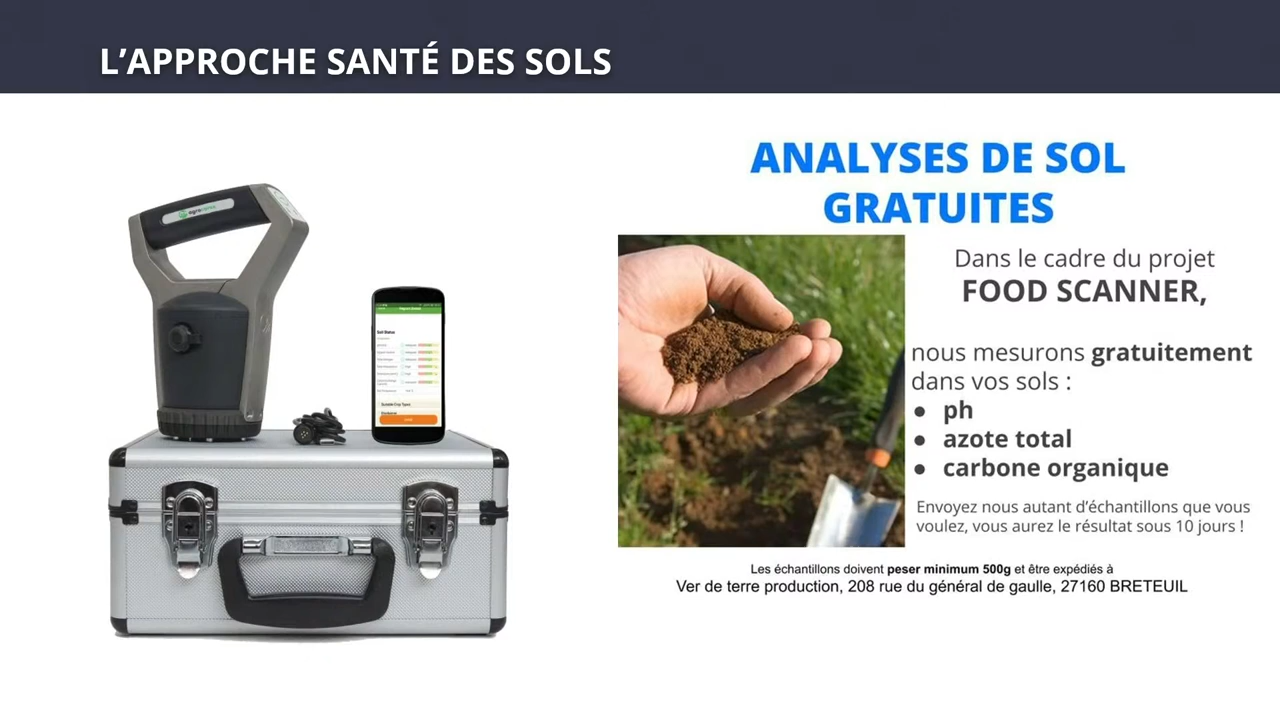 L'APPROCHE SANTÉ DES SOLS
ANALYSES DE SOL
GRATUITES
Dans le cadre du projet
FOOD SCANNER,
nous mesurons gratuitement
dans vos sols :
● ph
● azote total
● carbone organique
Envoyez nous autant d'échantillons que vous
voulez, vous aurez le résultat sous 10 jours !
Les échantillons doivent peser minimum 500g et être expédiés à
Ver de terre production, 208 rue du général de gaulle, 27160 BRETEUIL
Soil Status